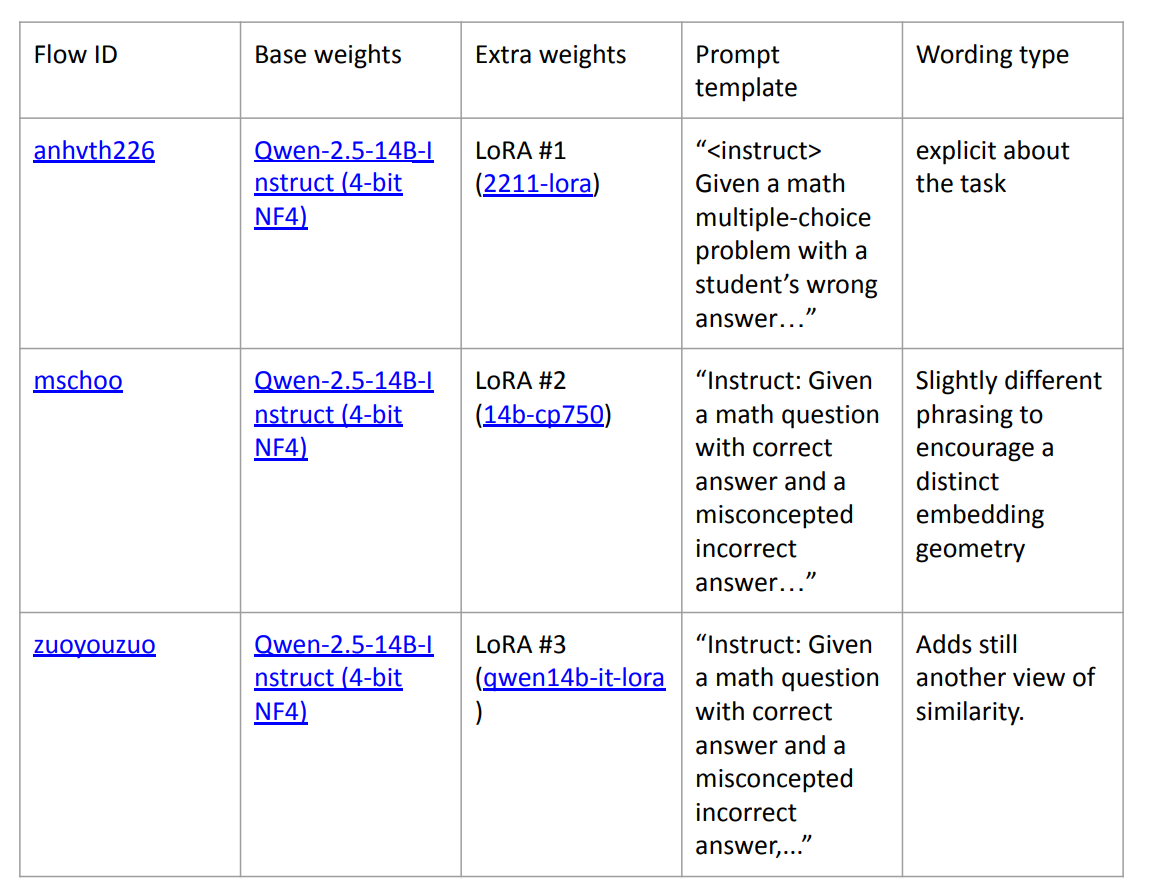 Flow ID
Base weights
Extra weights
Prompt
template
Wording type
anhvth226
Qwen-2.5-14B-I
nstruct (4-bit
NF4)
LoRA #1
(2211-lora)
“<instruct>
Given a math
multiple-choice
problem with a
student’s wrong
answer…”
explicit about
the task
mschoo
Qwen-2.5-14B-I
nstruct (4-bit
NF4)
LoRA #2
(14b-cp750)
“Instruct: Given
a math question
with correct
answer and a
misconcepted
incorrect
answer…”
Slightly different
phrasing to
encourage a
distinct
embedding
geometry
zuoyouzuo
Qwen-2.5-14B-I
nstruct (4-bit
NF4)
LoRA #3
(qwen14b-it-lora
)
“Instruct: Given
a math question
with correct
answer and a
misconcepted
incorrect
answer,...”
Adds still
another view of
similarity.